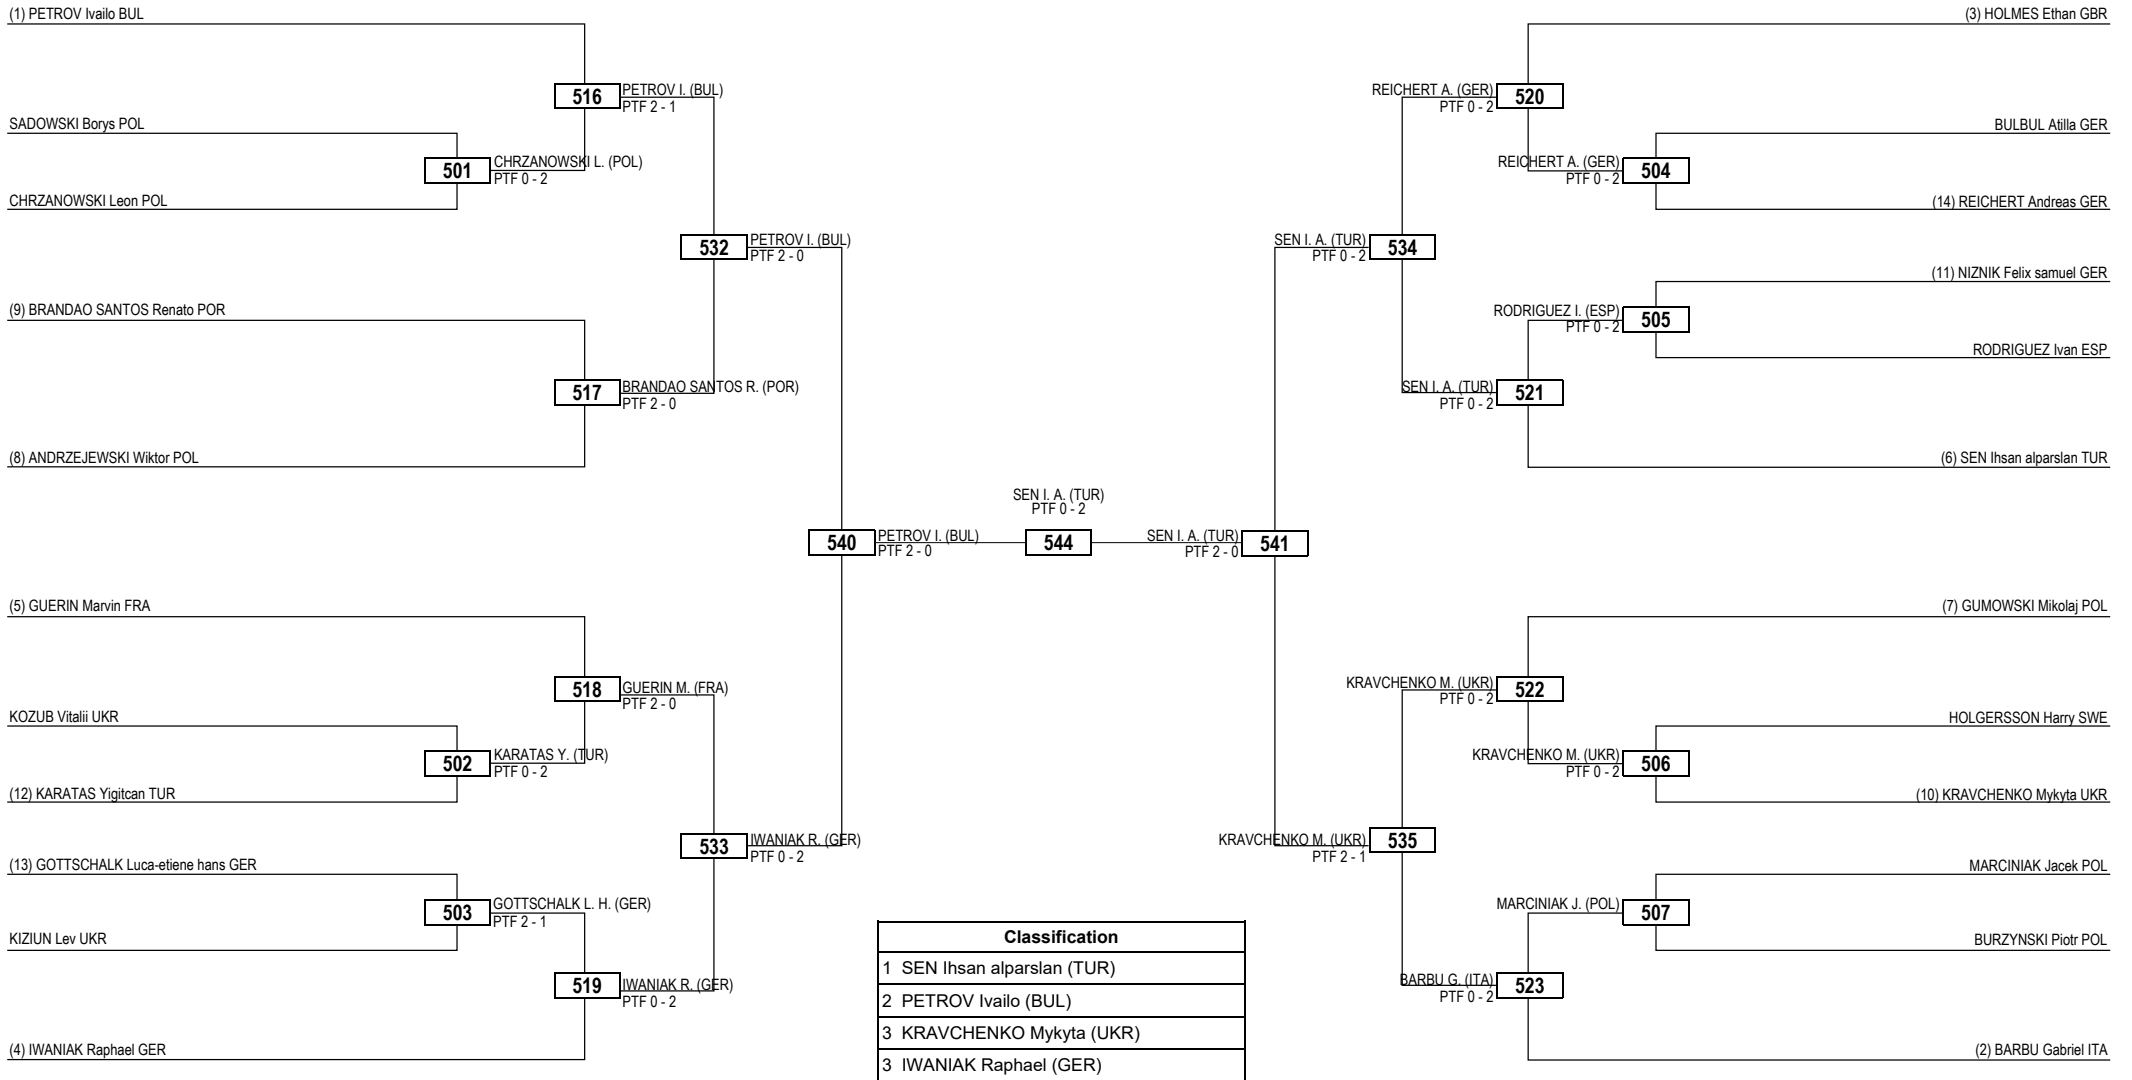 (1) PETROV Ivailo BUL
516
PETROV I. (BUL)
PTF 2 - 1
SADOWSKI Borys POL
501
CHRZANOWSKI L. (POL)
PTF 0 - 2
CHRZANOWSKI Leon POL
532
PETROV I. (BUL)
PTF 2 - 0
(9) BRANDAO SANTOS Renato POR
517
BRANDAO SANTOS R. (POR)
PTF 2 - 0
(8) ANDRZEJEWSKI Wiktor POL
540
PETROV I. (BUL)
PTF 2 - 0
(5) GUERIN Marvin FRA
518
GUERIN M. (FRA)
PTF 2 - 0
KOZUB Vitalii UKR
502
KARATAS Y. (TUR)
PTF 0 - 2
(12) KARATAS Yigitcan TUR
533
IWANIAK R. (GER)
PTF 0 - 2
(13) GOTTSCHALK Luca-etiene hans GER
503
GOTTSCHALK L. H. (GER)
PTF 2 - 1
KIZIUN Lev UKR
519
IWANIAK R. (GER)
PTF 0 - 2
(4) IWANIAK Raphael GER
SEN I. A. (TUR)
PTF 0 - 2
544
(3) HOLMES Ethan GBR
REICHERT A. (GER)
PTF 0 - 2
520
BULBUL Atilla GER
REICHERT A. (GER)
PTF 0 - 2
504
(14) REICHERT Andreas GER
SEN I. A. (TUR)
PTF 0 - 2
534
(11) NIZNIK Felix samuel GER
RODRIGUEZ I. (ESP)
PTF 0 - 2
505
RODRIGUEZ Ivan ESP
SEN I. A. (TUR)
PTF 0 - 2
521
(6) SEN Ihsan alparslan TUR
SEN I. A. (TUR)
PTF 2 - 0
541
(7) GUMOWSKI Mikolaj POL
KRAVCHENKO M. (UKR)
PTF 0 - 2
522
HOLGERSSON Harry SWE
KRAVCHENKO M. (UKR)
PTF 0 - 2
506
(10) KRAVCHENKO Mykyta UKR
KRAVCHENKO M. (UKR)
PTF 2 - 1
535
MARCINIAK Jacek POL
MARCINIAK J. (POL)
507
BURZYNSKI Piotr POL
BARBU G. (ITA)
PTF 0 - 2
523
(2) BARBU Gabriel ITA
Classification
1 SEN Ihsan alparslan (TUR)
2 PETROV Ivailo (BUL)
3 KRAVCHENKO Mykyta (UKR)
3 IWANIAK Raphael (GER)